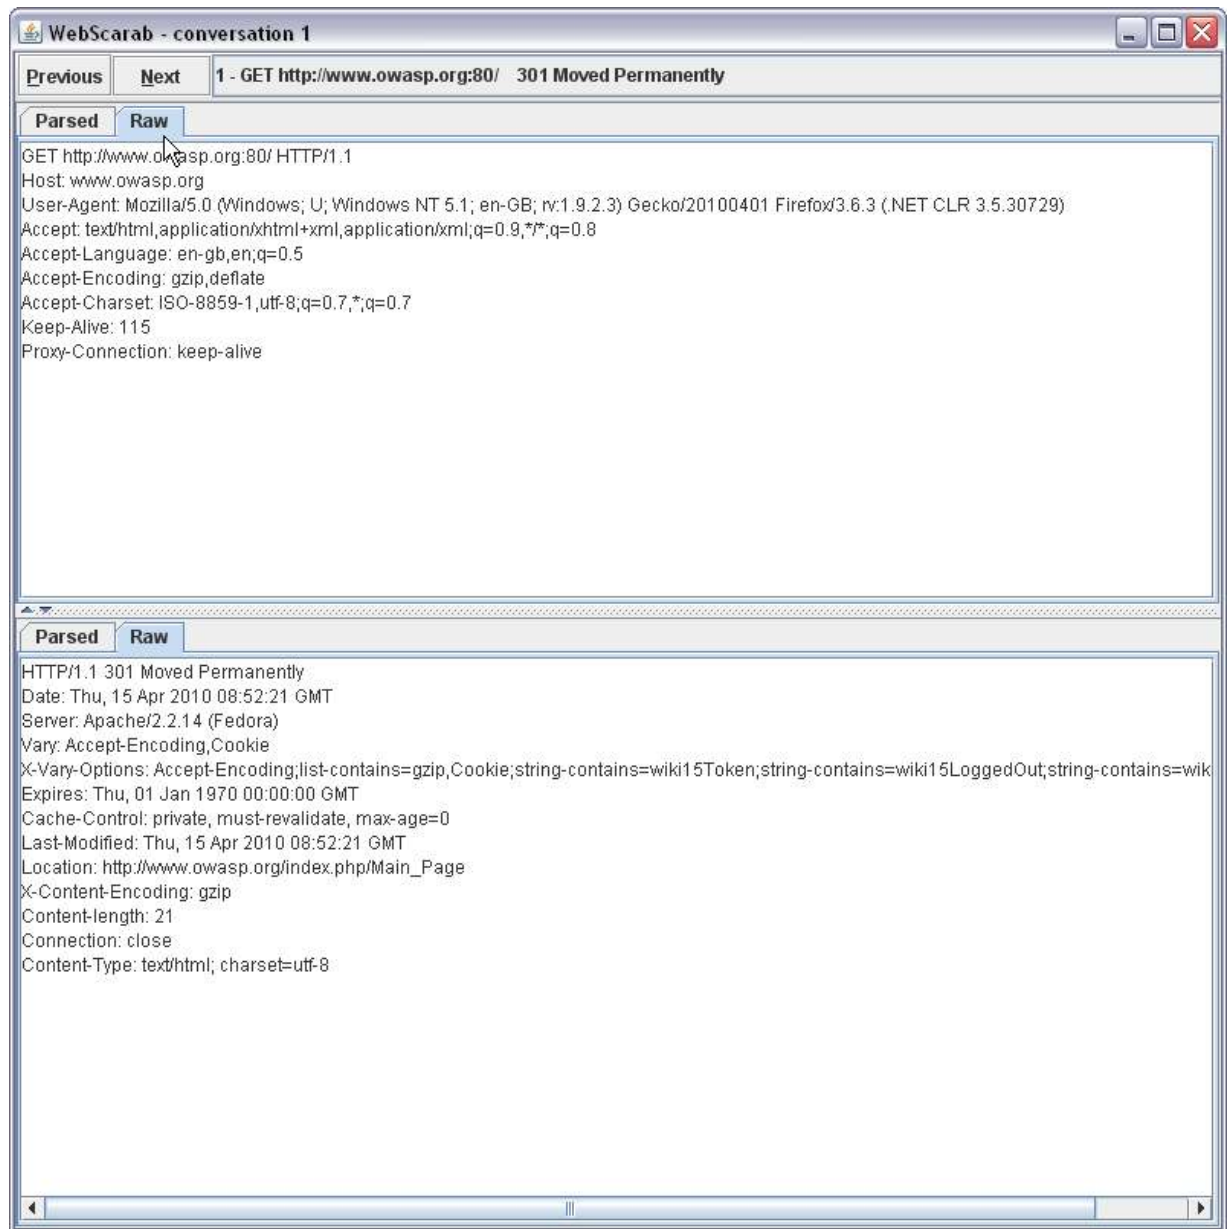 WebScarab - conversation 1
Previous Next 1 - GET http://www.owasp.org:80/ 301 Moved Permanently
Parsed Raw
GET http://www.owasp.org:80/ HTTP/1.1
Host: www.owasp.org
User-Agent: Mozilla/5.0 (Windows; U; Windows NT 5.1; en-GB; rv:1.9.2.3) Gecko/20100401 Firefox/3.6.3 (.NET CLR 3.5.30729)
Accept: text/html,application/xhtml+xml,application/xml;q=0.9,*/*;q=0.8
Accept-Language: en-gb,en;q=0.5
Accept-Encoding: gzip,deflate
Accept-Charset: ISO-8859-1,utf-8;q=0.7,*;q=0.7
Keep-Alive: 115
Proxy-Connection: keep-alive
Parsed Raw
HTTP/1.1 301 Moved Permanently
Date: Thu, 15 Apr 2010 08:52:21 GMT
Server: Apache/2.2.14 (Fedora)
Vary: Accept-Encoding,Cookie
X-Vary-Options: Accept-Encoding;list-contains=gzip,Cookie;string-contains=wiki15Token;string-contains=wiki15LoggedOut;string-contains=wik
Expires: Thu, 01 Jan 1970 00:00:00 GMT
Cache-Control: private, must-revalidate, max-age=0
Last-Modified: Thu, 15 Apr 2010 08:52:21 GMT
Location: http://www.owasp.org/index.php/Main_Page
X-Content-Encoding: gzip
Content-length: 21
Connection: close
Content-Type: text/html; charset=utf-8